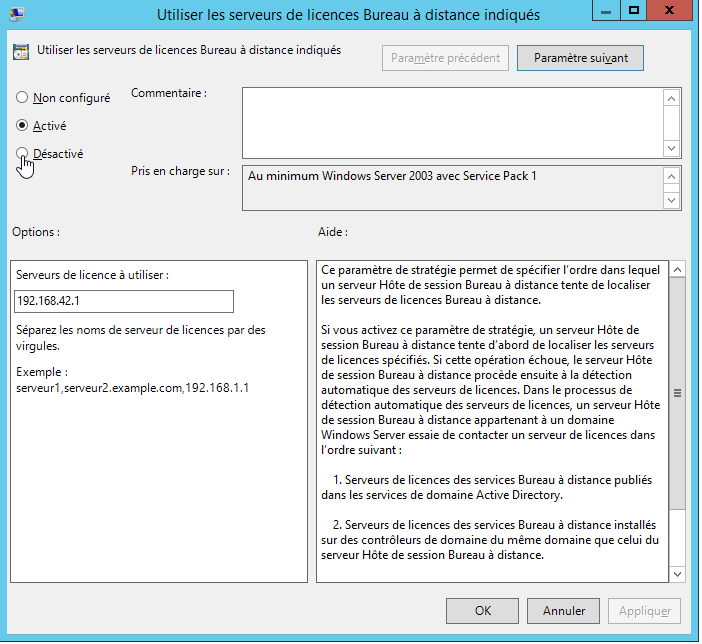 Utiliser les serveurs de licences Bureau à distance indiqués
Utiliser les serveurs de licences Bureau à distance indiqués
Paramètre précédent
Paramètre suivant
Non configuré
Commentaire :
Activé
Désactivé
Pris en charge sur :
Au minimum Windows Server 2003 avec Service Pack 1
Options :
Aide :
Serveurs de licence à utiliser :
192.168.42.1
Séparez les noms de serveur de licences par des
virgules.
Exemple :
serveur1,serveur2.example.com,192.168.1.1
Ce paramètre de stratégie permet de spécifier l'ordre dans lequel
un serveur Hôte de session Bureau à distance tente de localiser
les serveurs de licences Bureau à distance.
Si vous activez ce paramètre de stratégie, un serveur Hôte de
session Bureau à distance tente d'abord de localiser les serveurs
de licences spécifiés. Si cette opération échoue, le serveur Hôte
de session Bureau à distance procède ensuite à la détection
automatique des serveurs de licences. Dans le processus de
détection automatique des serveurs de licences, un serveur Hôte
de session Bureau à distance appartenant à un domaine
Windows Server essaie de contacter un serveur de licences dans
l'ordre suivant :
1. Serveurs de licences des services Bureau à distance publiés
dans les services de domaine Active Directory.
2. Serveurs de licences des services Bureau à distance installés
sur des contrôleurs de domaine du même domaine que celui du
serveur Hôte de session Bureau à distance.
OK
Annuler
Appliquer